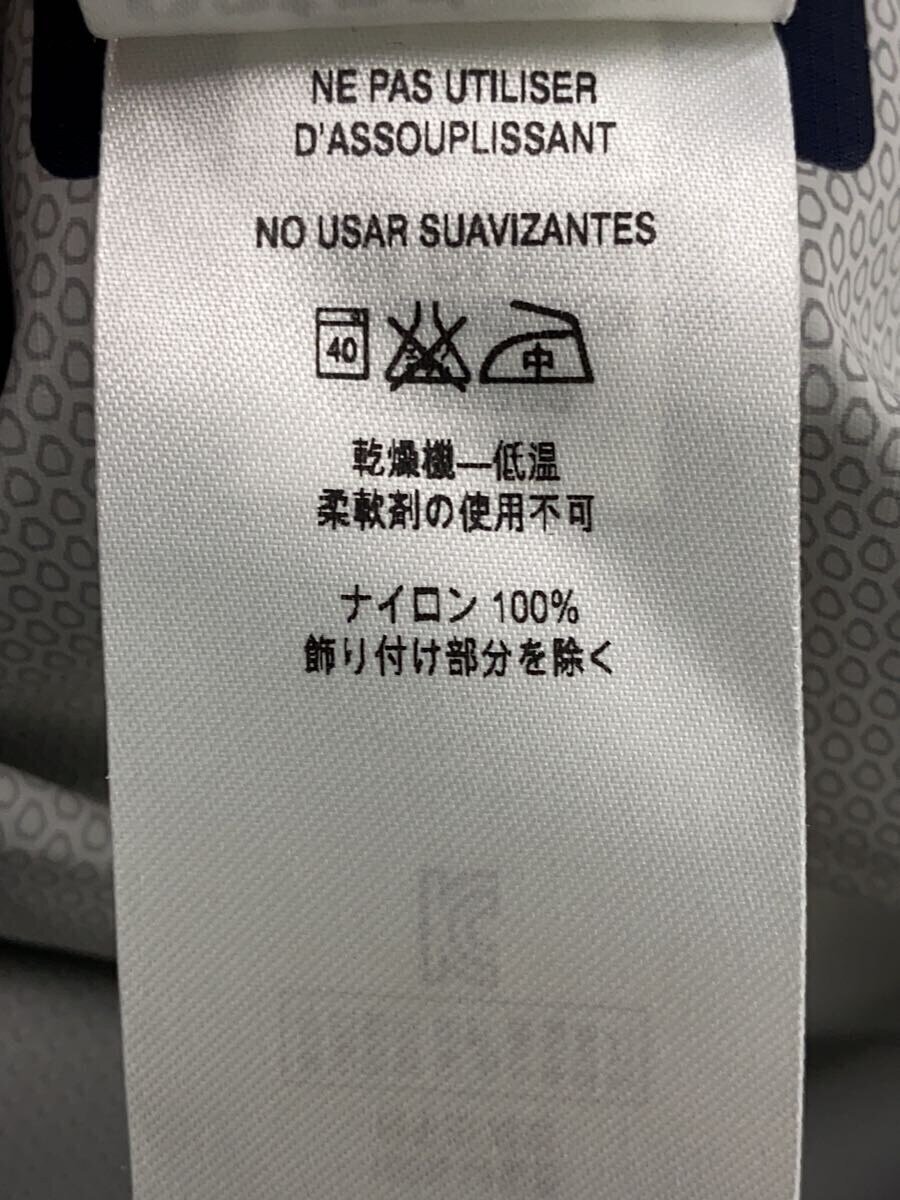 NE PAS UTILISER
D'ASSOUPLISSANT
NO USAR SUAVIZANTES
40 中
乾燥機—低温
柔軟剤の使用不可
ナイロン 100%
飾り付け部分を除く